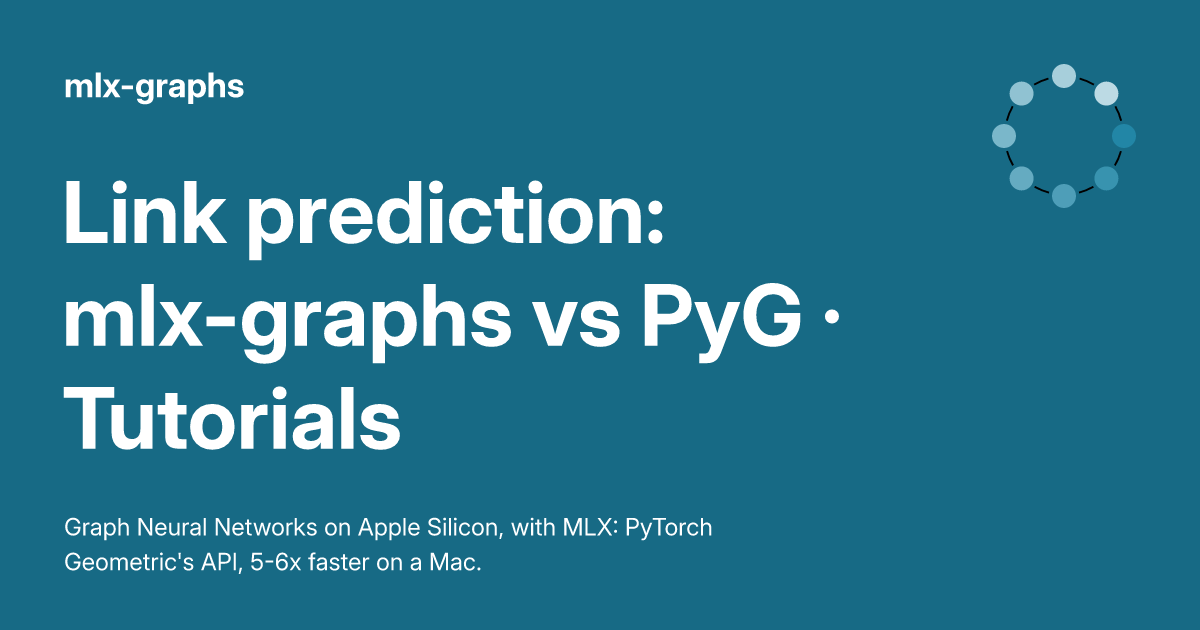 mlx-graphs
Link prediction:
mlx-graphs vs PyG ·
Tutorials
Graph Neural Networks on Apple Silicon, with MLX: PyTorch
Geometric's API, 5-6x faster on a Mac.